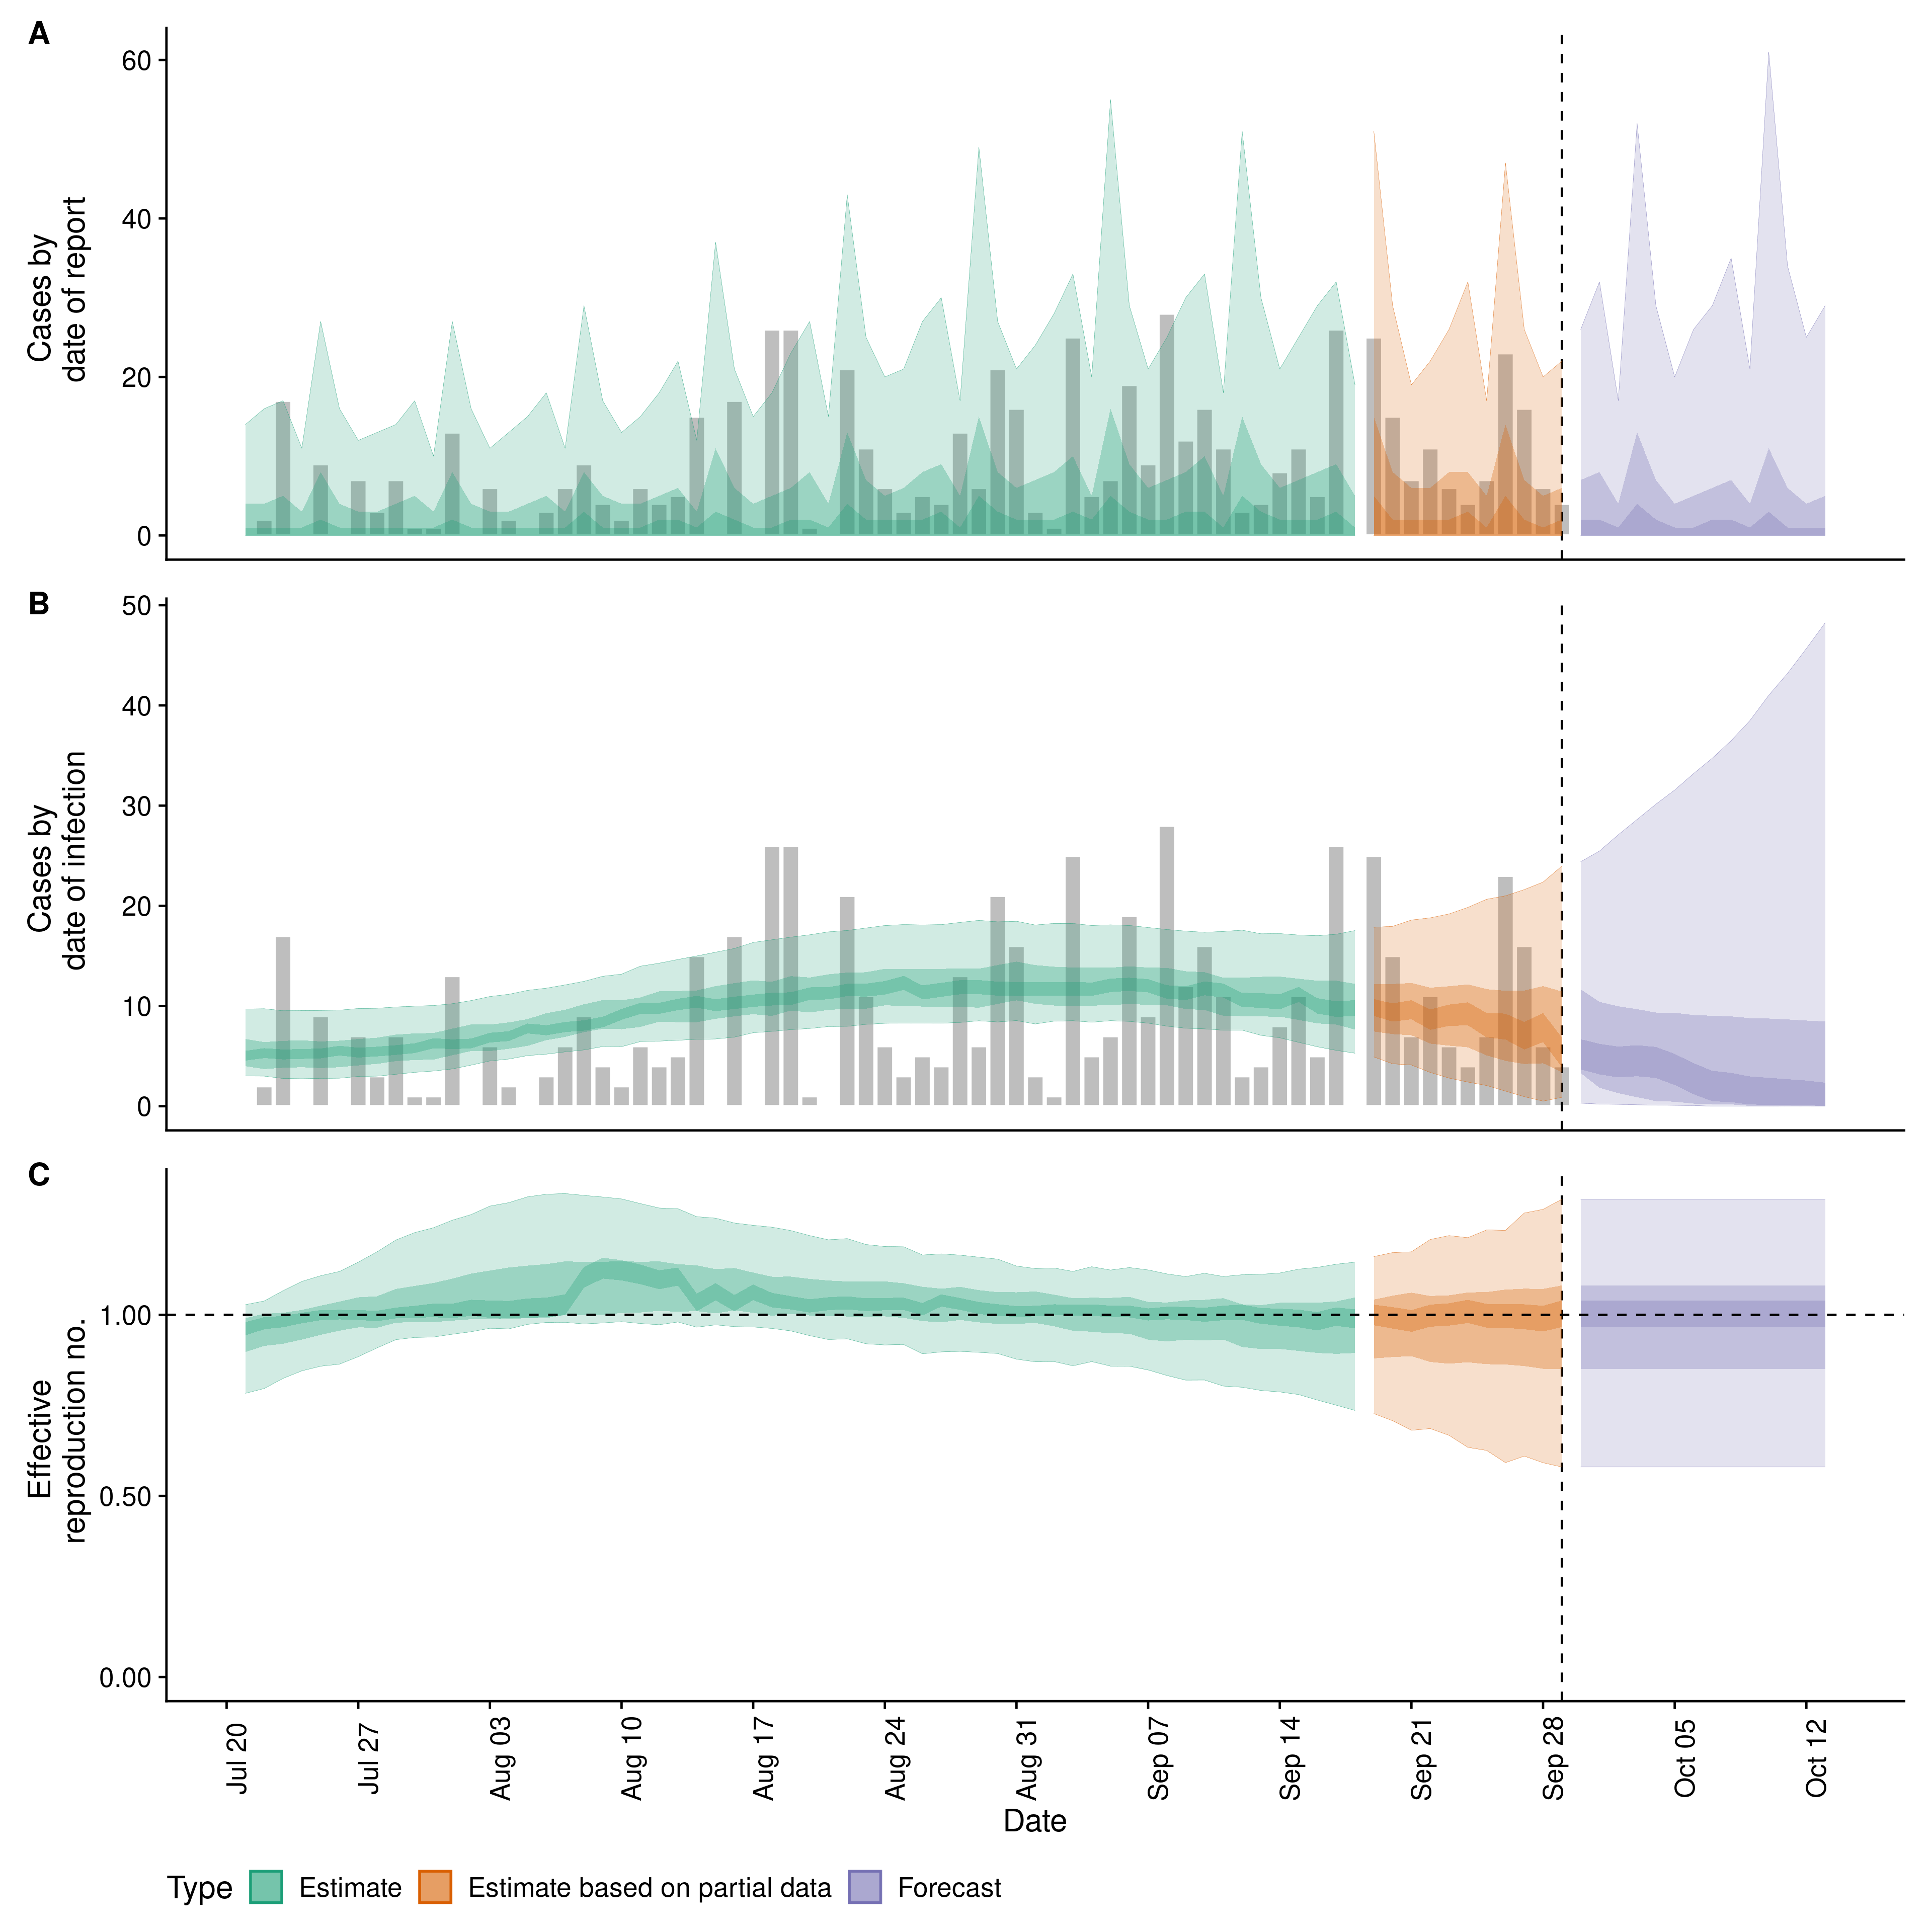 A
60
40
20
0
Cases by
date of report
B
50
40
30
20
10
0
Cases by
date of infection
C
1.00
0.50
0.00
Effective
reproduction no.
Jul 20
Jul 27
Aug 03
Aug 10
Aug 17
Aug 24
Aug 31
Sep 07
Sep 14
Sep 21
Sep 28
Oct 05
Oct 12
Date
Type Estimate Estimate based on partial data Forecast